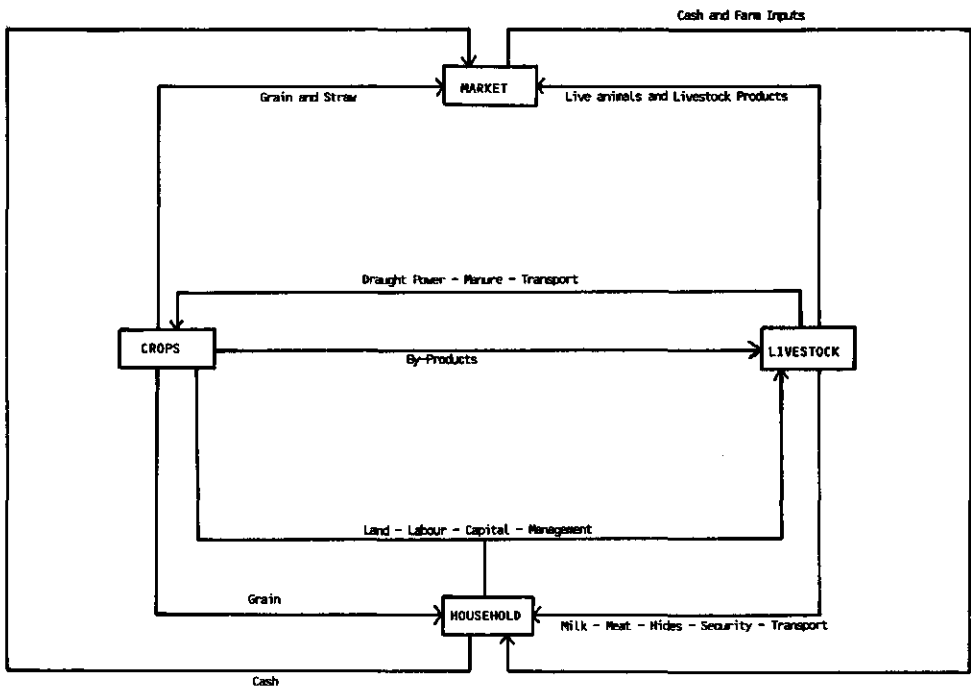 Cash and Farm Inputs
MARKET
Grain and Straw
Live animals and Livestock Products
Draught Power - Manure - Transport
CROPS
LIVESTOCK
By-Products
Land - Labour - Capital - Management
Grain
HOUSEHOLD
Milk - Meat - Hides - Security - Transport
Cash